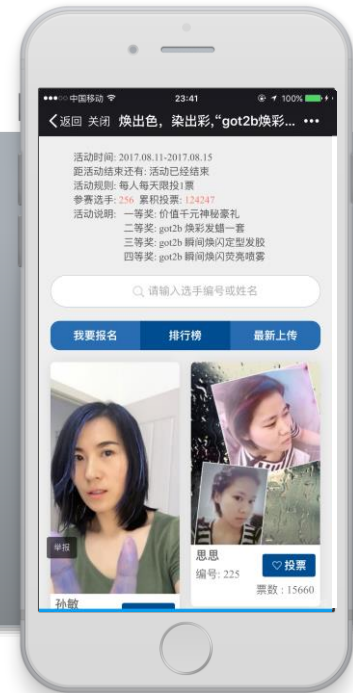 中国移动 23:41 100%
返回 关闭 焕出色，染出彩,“got2b焕彩...
活动时间: 2017.08.11-2017.08.15
距活动结束还有: 活动已经结束
活动规则: 每人每天限投1票
参赛选手: 256 累积投票: 124247
活动说明: 一等奖: 价值千元神秘豪礼
二等奖: got2b 焕彩发蜡一套
三等奖: got2b 瞬间焕闪定型发胶
四等奖: got2b 瞬间焕闪荧亮喷雾
请输入选手编号或姓名
我要报名 排行榜 最新上传
举报
孙敏
思思
编号: 225
投票
票数 : 15660